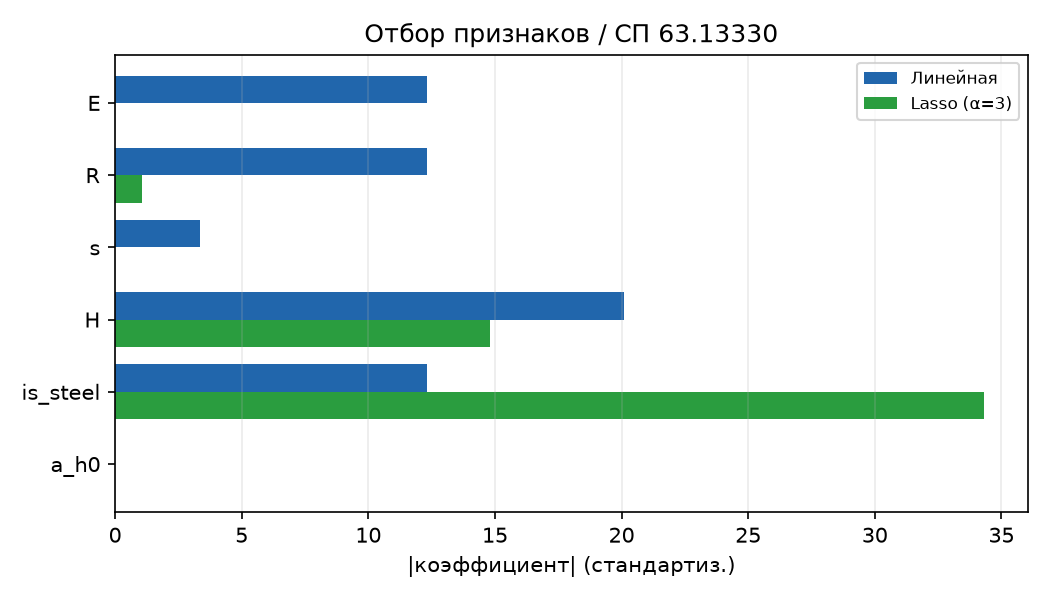 Отбор признаков / СП 63.13330
Линейная
Lasso (α=3)
E
R
s
H
is_steel
a_h0
0 5 10 15 20 25 30 35
|коэффициент| (стандартиз.)